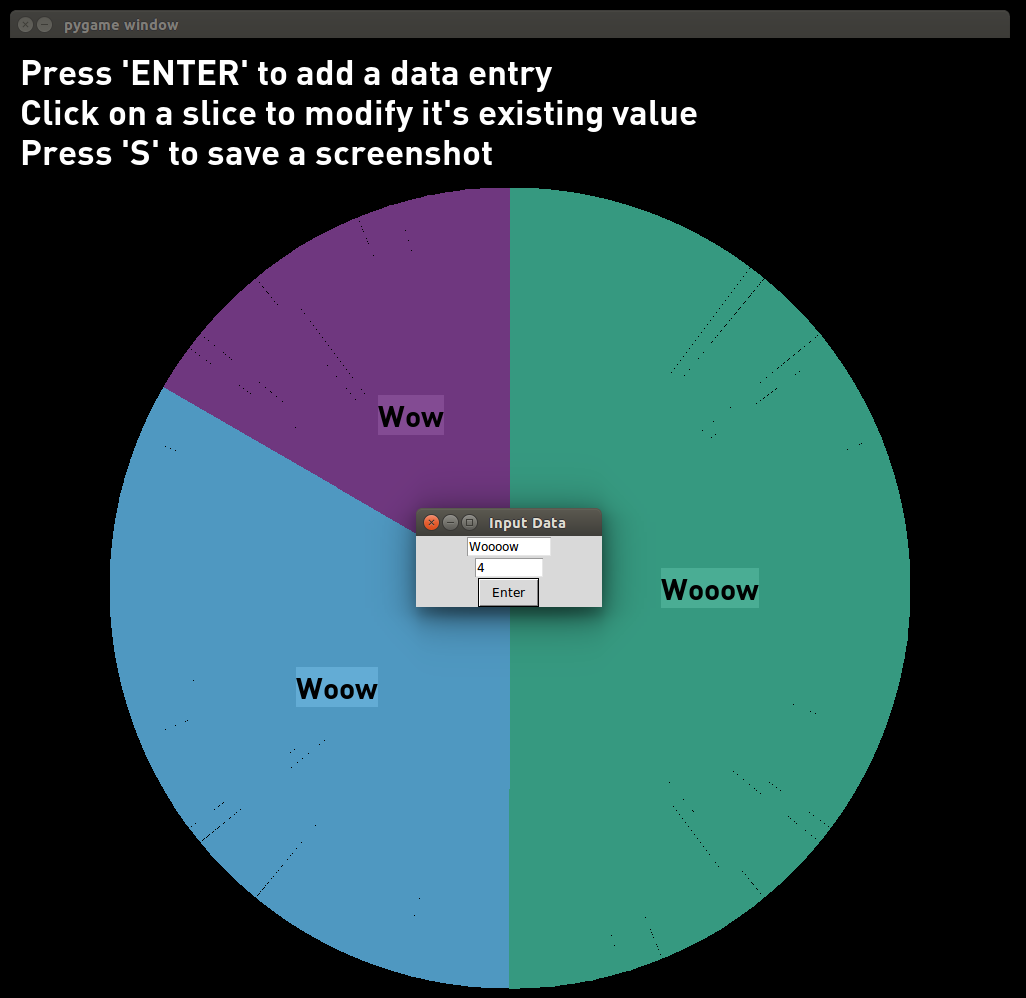 pygame window
Press 'ENTER' to add a data entry
Click on a slice to modify it's existing value
Press 'S' to save a screenshot
Wow
Input Data
Woooow
4
Enter
Wooow
Woow